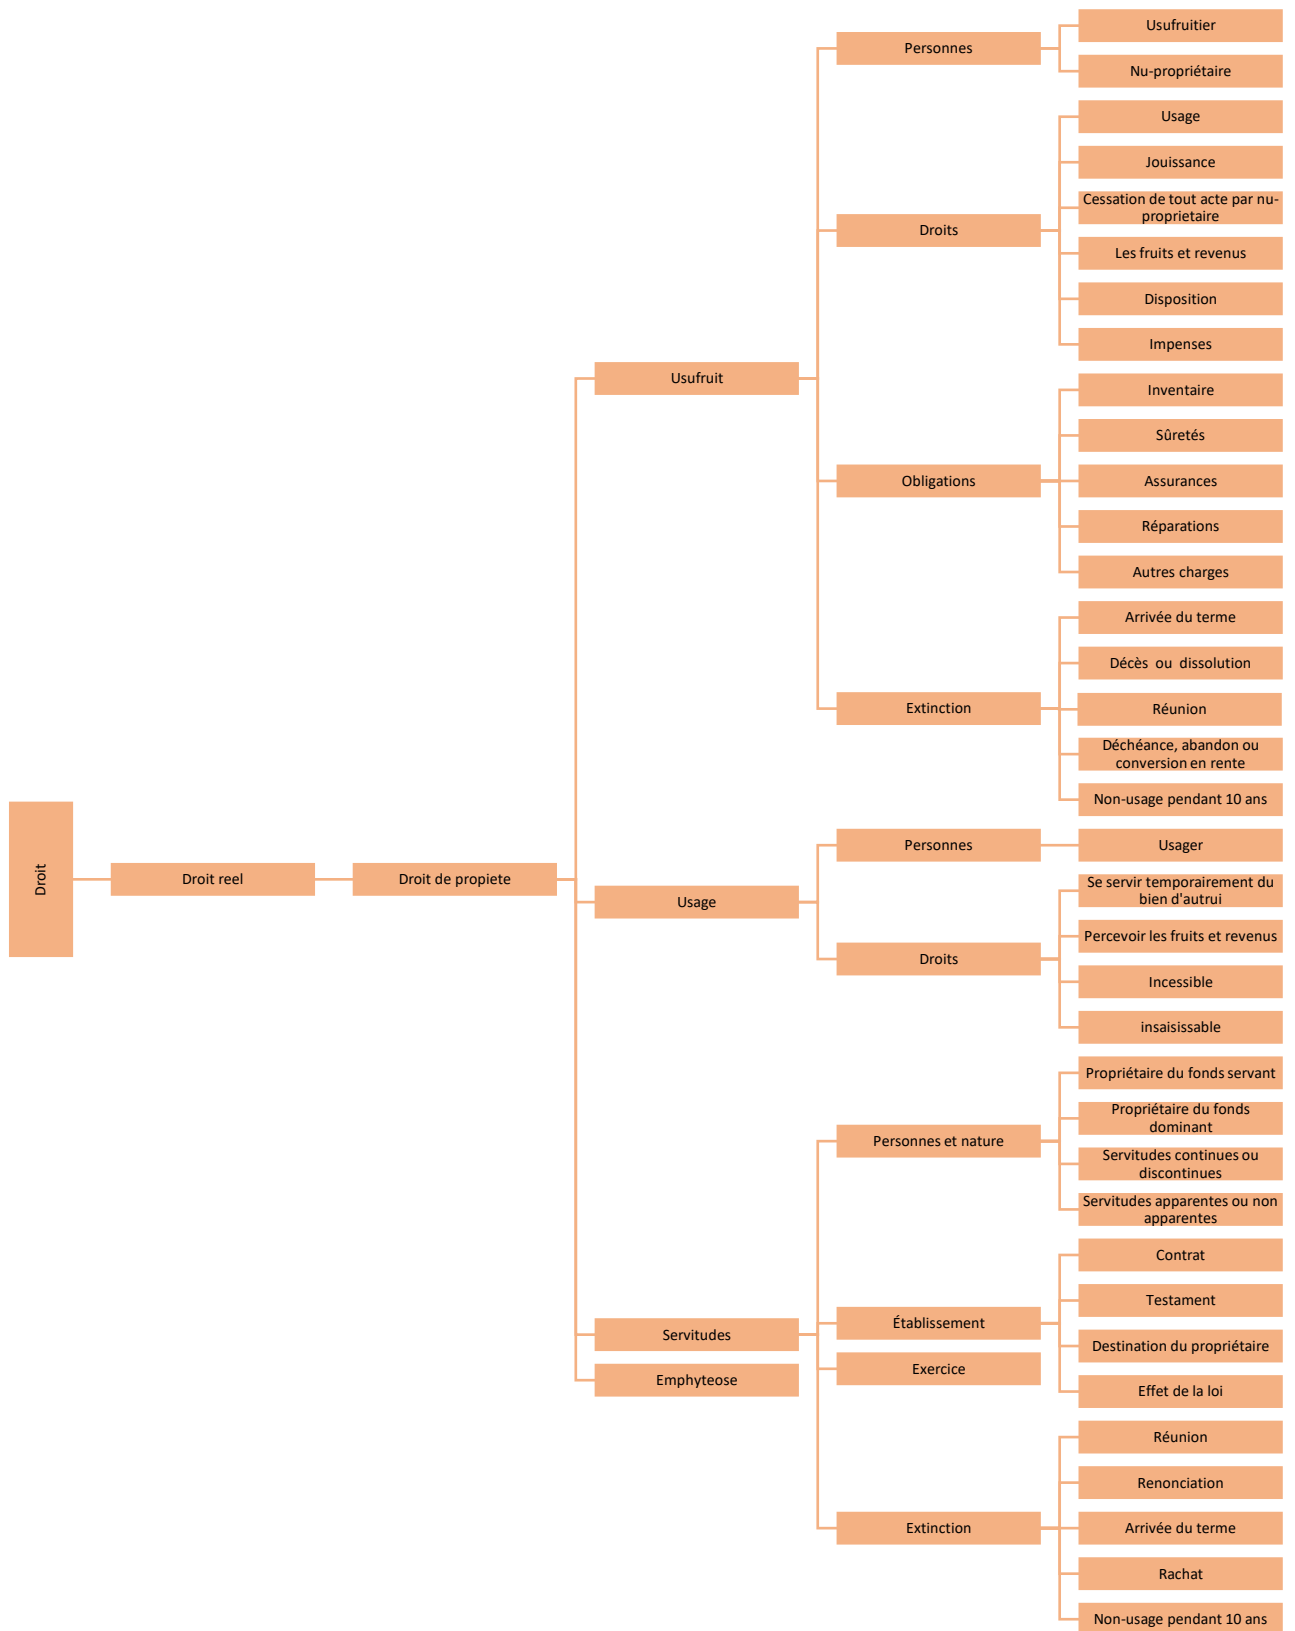 Droit
Droit reel
Droit de propiete
Usufruit
Personnes
Usufruitier
Nu-propriétaire
Droits
Usage
Jouissance
Cessation de tout acte par nu-
proprietaire
Les fruits et revenus
Disposition
Impenses
Obligations
Inventaire
Sûretés
Assurances
Réparations
Autres charges
Extinction
Arrivée du terme
Décès ou dissolution
Réunion
Déchéance, abandon ou
conversion en rente
Non-usage pendant 10 ans
Usage
Personnes
Usager
Droits
Se servir temporairement du
bien d'autrui
Percevoir les fruits et revenus
Incessible
insaisissable
Servitudes
Personnes et nature
Propriétaire du fonds servant
Propriétaire du fonds
dominant
Servitudes continues ou
discontinues
Servitudes apparentes ou non
apparentes
Établissement
Contrat
Testament
Destination du propriétaire
Effet de la loi
Exercice
Extinction
Réunion
Renonciation
Arrivée du terme
Rachat
Non-usage pendant 10 ans
Emphyteose